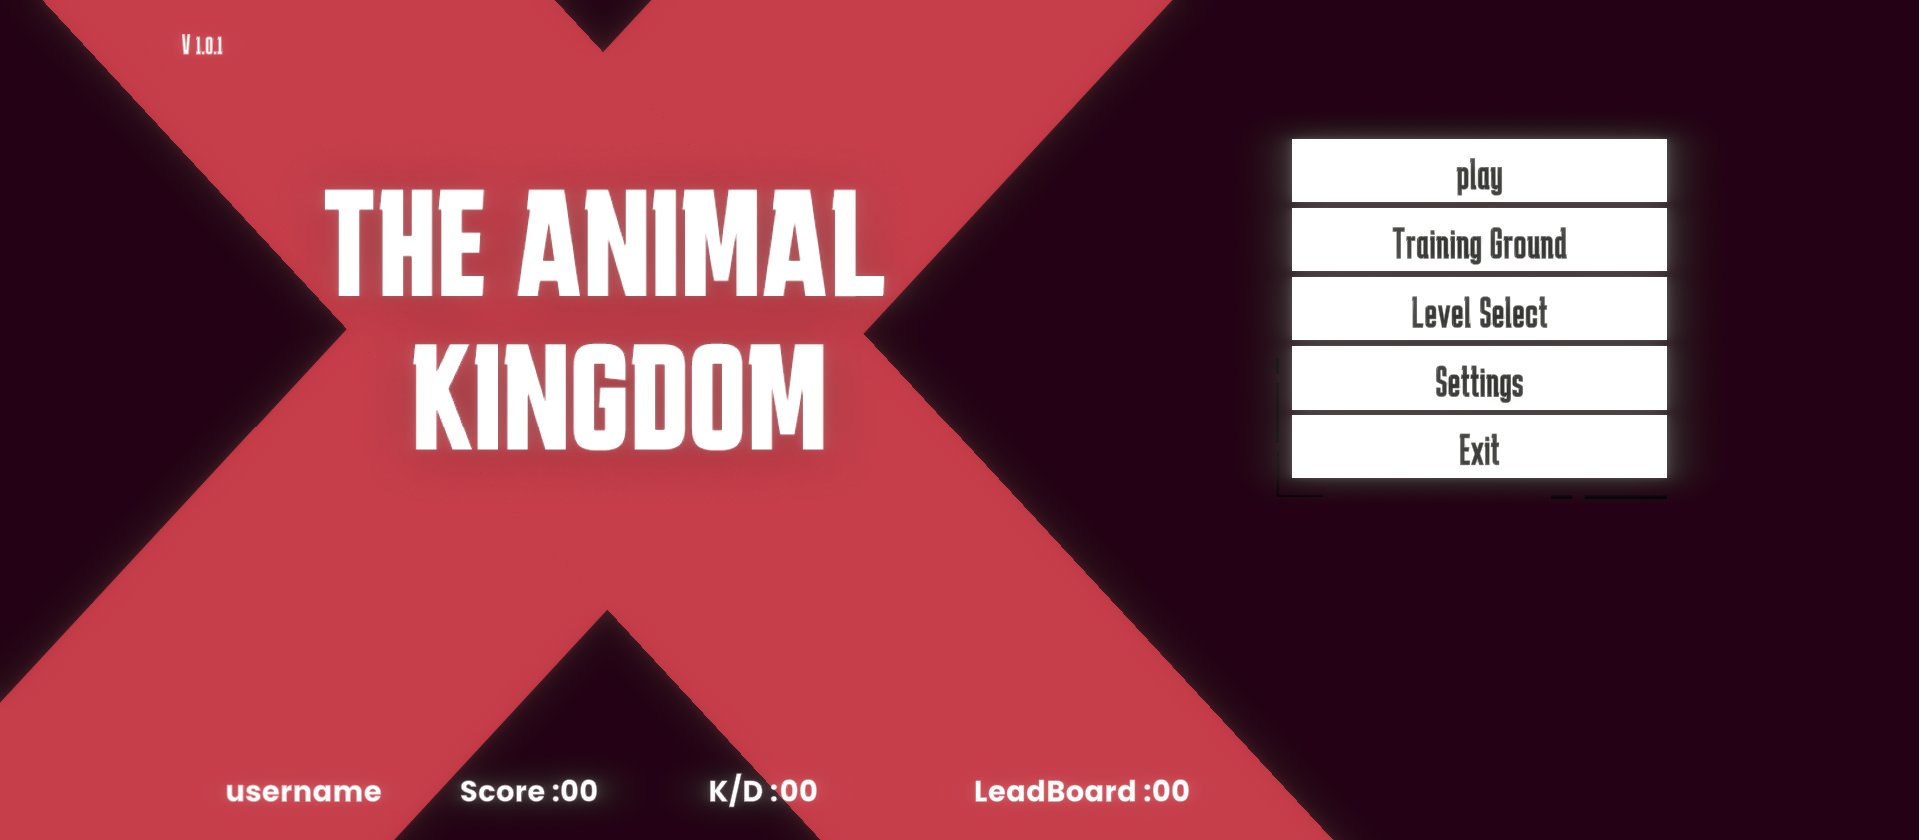 V 1.0.1
THE ANIMAL
KINGDOM
play
Training Ground
Level Select
Settings
Exit
username Score :00 K/D :00 LeadBoard :00